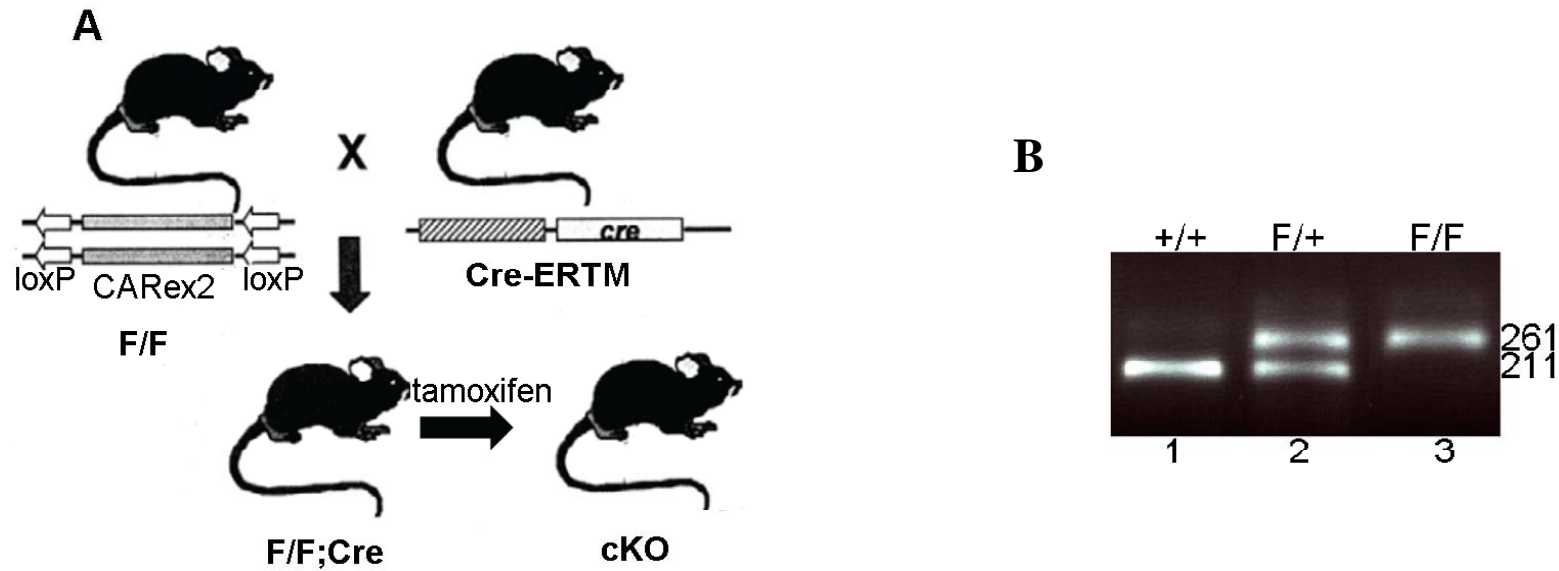 A
X
cre
loxP CARex2 loxP
Cre-ERTM
F/F
tamoxifen
F/F;Cre
cKO
B
+/+ F/+ F/F
261
211
1 2 3